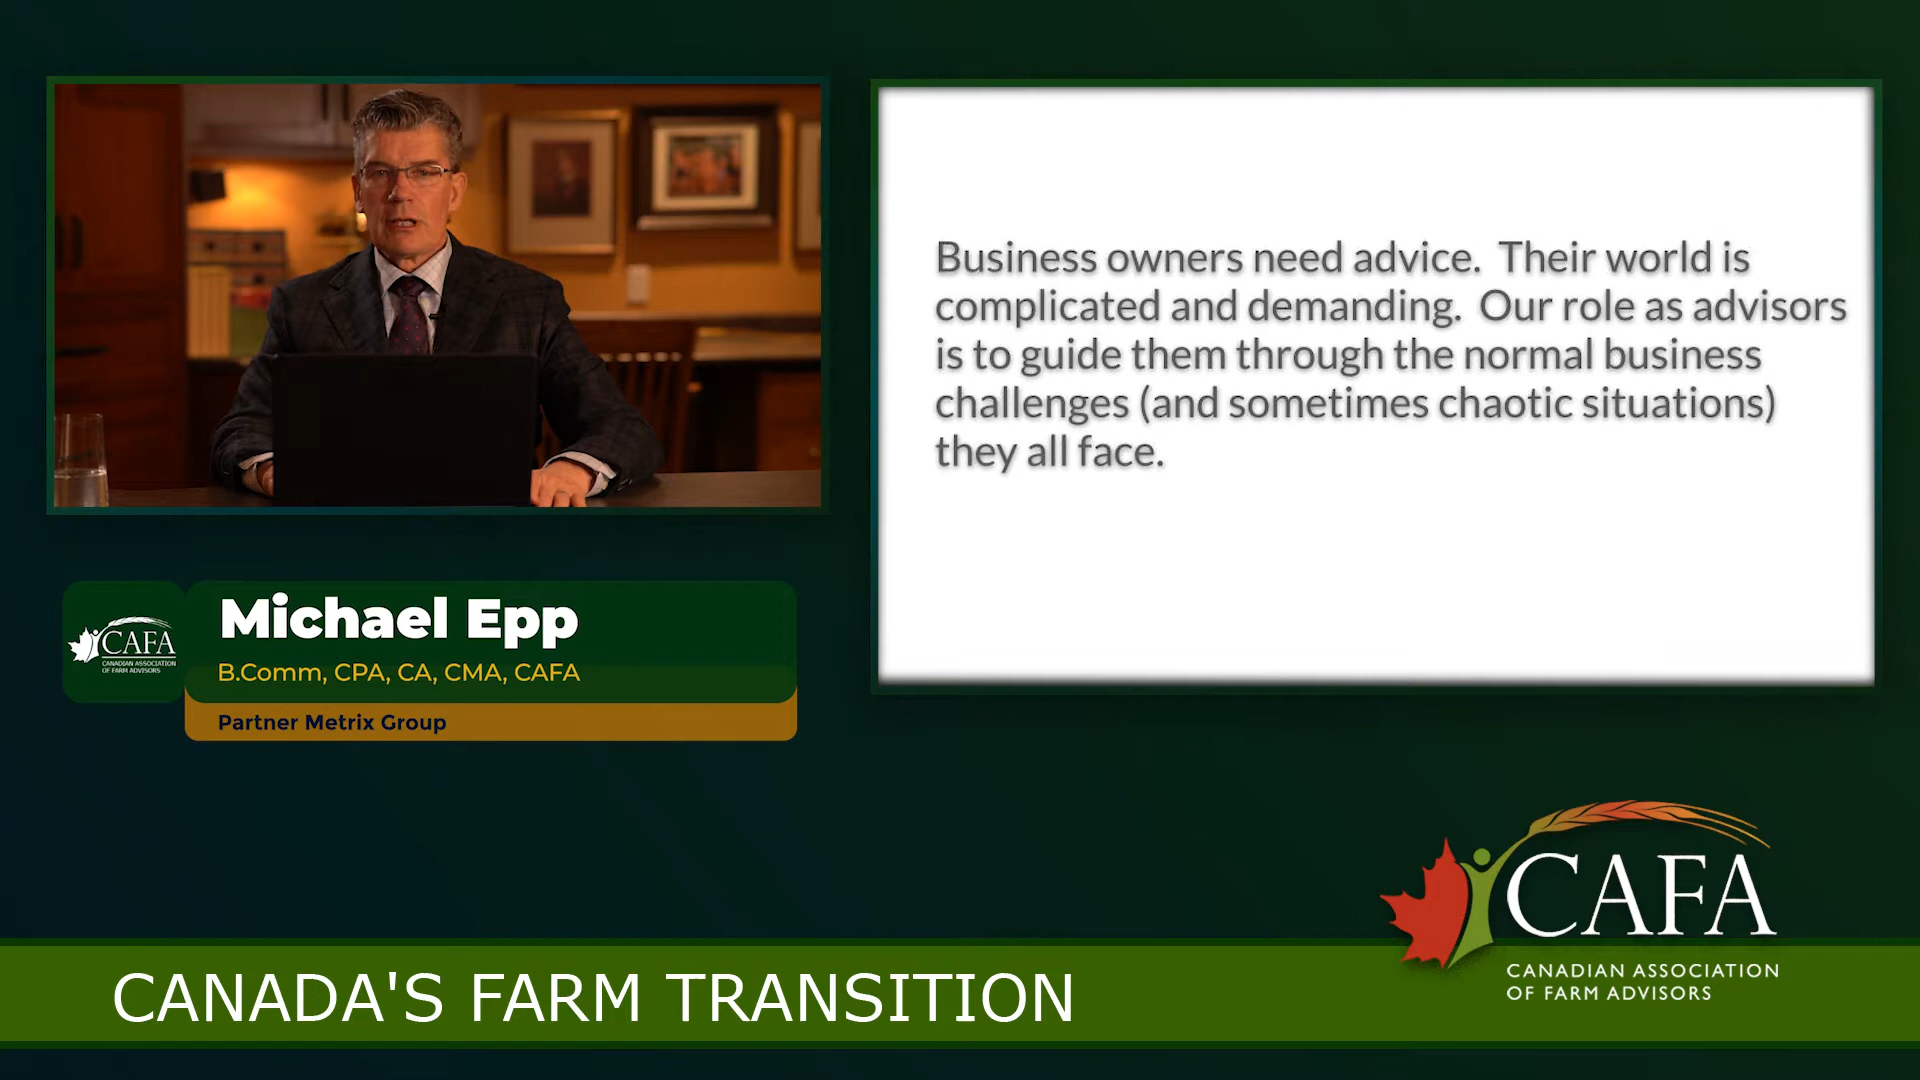 Business owners need advice.  Their world is
complicated and demanding.  Our role as advisors
is to guide them through the normal business
challenges (and sometimes chaotic situations)
they all face.
CAFA
CANADIAN ASSOCIATION
OF FARM ADVISORS
Michael Epp
B.Comm, CPA, CA, CMA, CAFA
Partner Metrix Group
CAFA
CANADIAN ASSOCIATION
OF FARM ADVISORS
CANADA'S FARM TRANSITION